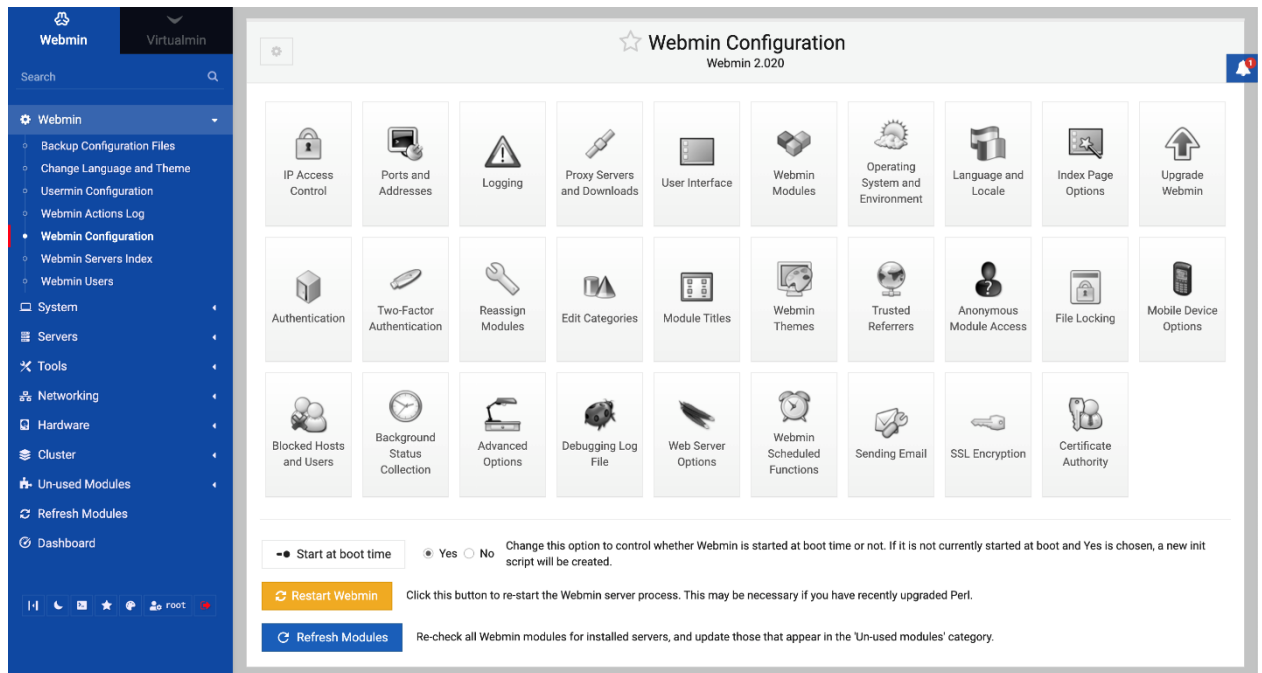 Webmin
Virtualmin
Search
Webmin
Backup Configuration Files
Change Language and Theme
Usermin Configuration
Webmin Actions Log
Webmin Configuration
Webmin Servers Index
Webmin Users
System
Servers
Tools
Networking
Hardware
Cluster
Un-used Modules
Refresh Modules
Dashboard
root
Webmin Configuration
Webmin 2.020
IP Access
Control
Ports and
Addresses
Logging
Proxy Servers
and Downloads
User Interface
Webmin
Modules
Operating
System and
Environment
Language and
Locale
Index Page
Options
Upgrade
Webmin
Authentication
Two-Factor
Authentication
Reassign
Modules
Edit Categories
Module Titles
Webmin
Themes
Trusted
Referrers
Anonymous
Module Access
File Locking
Mobile Device
Options
Blocked Hosts
and Users
Background
Status
Collection
Advanced
Options
Debugging Log
File
Web Server
Options
Webmin
Scheduled
Functions
Sending Email
SSL Encryption
Certificate
Authority
Start at boot time
Yes No
Change this option to control whether Webmin is started at boot time or not. If it is not currently started at boot and Yes is chosen, a new init
script will be created.
Restart Webmin
Click this button to re-start the Webmin server process. This may be necessary if you have recently upgraded Perl.
Refresh Modules
Re-check all Webmin modules for installed servers, and update those that appear in the 'Un-used modules' category.